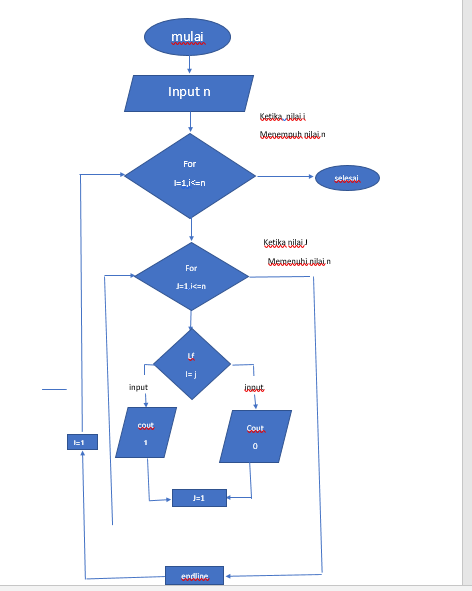 mulai
Input n
Ketika nilai i
Menempuh nilai n
For
I=1,i<=n
selesai
Ketika nilai J
Memenuhi nilai n
For
J=1,i<=n
I= j
input
input
cout
1
Cout
0
I=1
J=1
endline